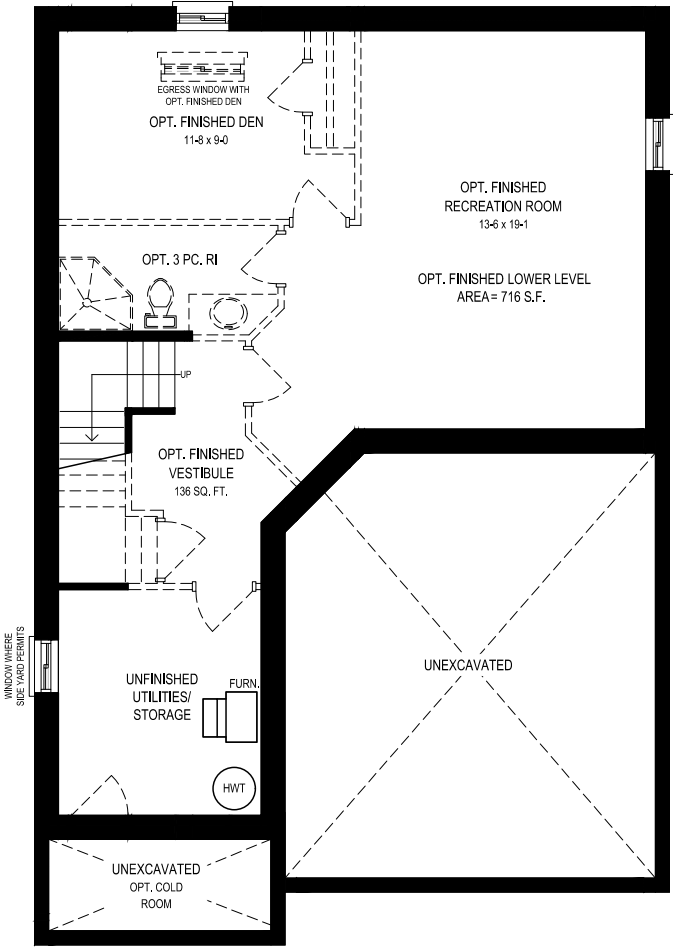 EGRESS WINDOW WITH
OPT. FINISHED DEN
OPT. FINISHED DEN
11-8 x 9-0
OPT. FINISHED
RECREATION ROOM
13-6 x 19-1
OPT. 3 PC. RI
OPT. FINISHED LOWER LEVEL
AREA = 716 S.F.
UP
OPT. FINISHED
VESTIBULE
136 SQ. FT.
WINDOW WHERE
SIDE YARD PERMITS
UNFINISHED
UTILITIES/
STORAGE
FURN.
HWT
UNEXCAVATED
UNEXCAVATED
OPT. COLD
ROOM